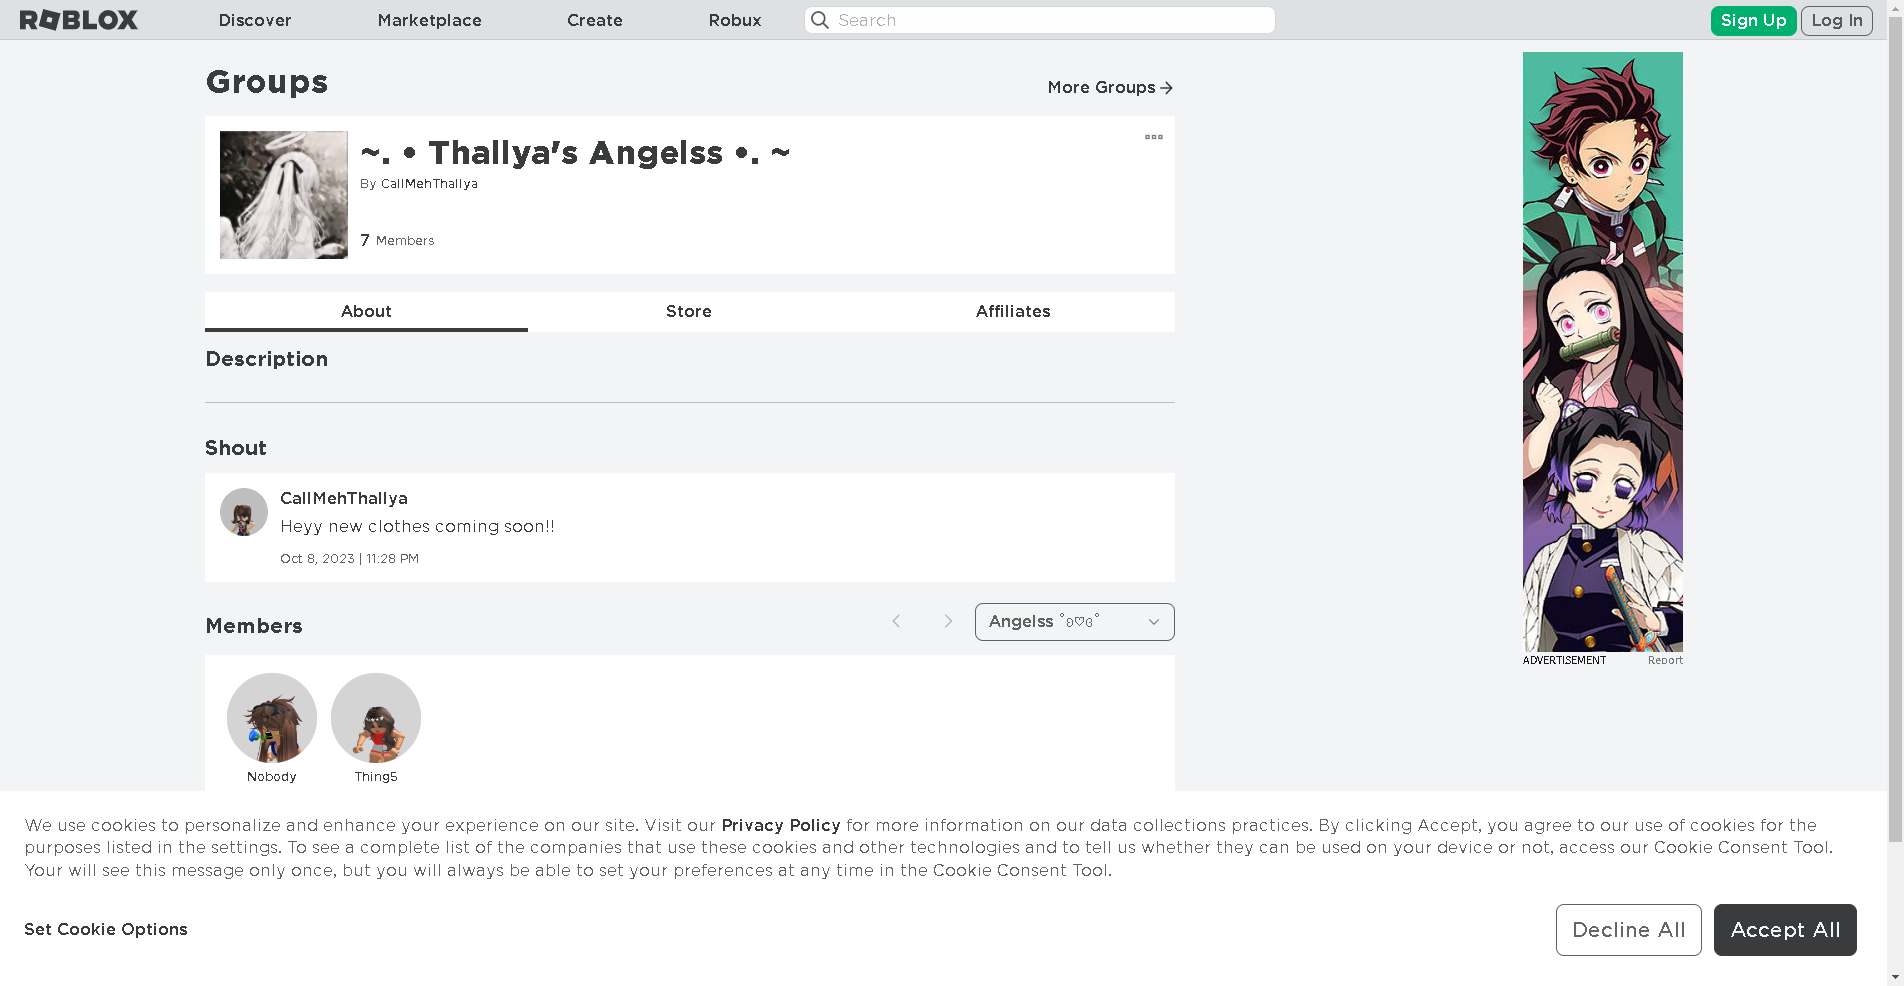 ROBLOX
Discover
Marketplace
Create
Robux
Search
Sign Up
Log In
Groups
More Groups
~. • Thallya's Angelss •. ~
By CallMehThallya
7 Members
About
Store
Affiliates
Description
Shout
CallMehThallya
Heyy new clothes coming soon!!
Oct 8, 2023 | 11:28 PM
Members
Angelss ˚ʚ♡ɞ˚
Nobody
Thing5
ADVERTISEMENT
Report
We use cookies to personalize and enhance your experience on our site. Visit our Privacy Policy for more information on our data collections practices. By clicking Accept, you agree to our use of cookies for the
purposes listed in the settings. To see a complete list of the companies that use these cookies and other technologies and to tell us whether they can be used on your device or not, access our Cookie Consent Tool.
Your will see this message only once, but you will always be able to set your preferences at any time in the Cookie Consent Tool.
Set Cookie Options
Decline All
Accept All